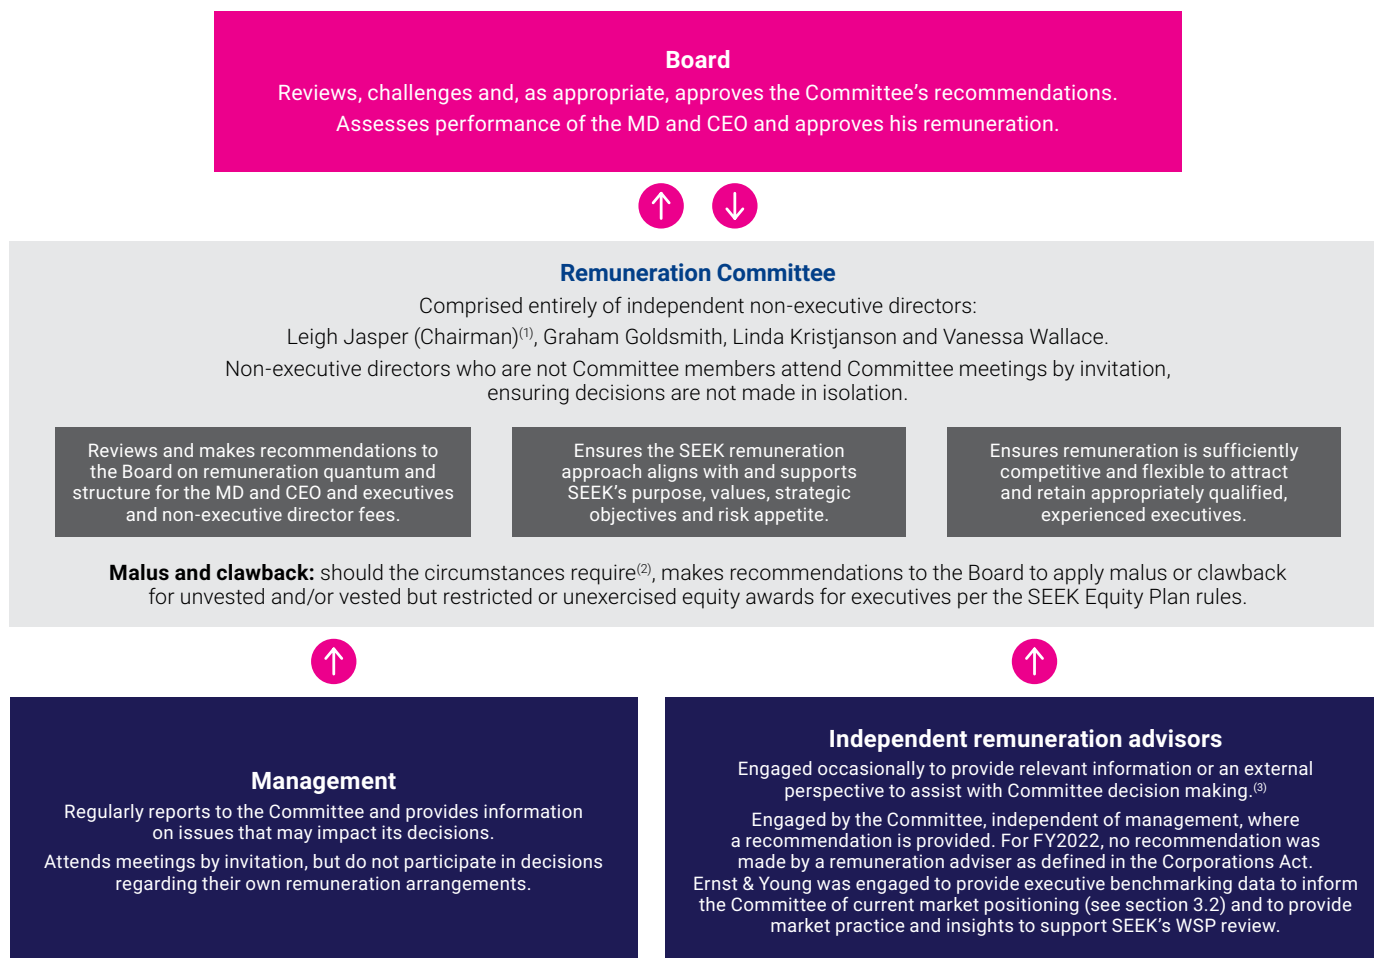 Board
Reviews, challenges and, as appropriate, approves the Committee's recommendations.
Assesses performance of the MD and CEO and approves his remuneration.
Remuneration Committee
Comprised entirely of independent non-executive directors:
Leigh Jasper (Chairman)(1), Graham Goldsmith, Linda Kristjanson and Vanessa Wallace.
Non-executive directors who are not Committee members attend Committee meetings by invitation,
ensuring decisions are not made in isolation.
Reviews and makes recommendations to
the Board on remuneration quantum and
structure for the MD and CEO and executives
and non-executive director fees.
Ensures the SEEK remuneration
approach aligns with and supports
SEEK's purpose, values, strategic
objectives and risk appetite.
Ensures remuneration is sufficiently
competitive and flexible to attract
and retain appropriately qualified,
experienced executives.
Malus and clawback: should the circumstances require(2), makes recommendations to the Board to apply malus or clawback
for unvested and/or vested but restricted or unexercised equity awards for executives per the SEEK Equity Plan rules.
Management
Regularly reports to the Committee and provides information
on issues that may impact its decisions.
Attends meetings by invitation, but do not participate in decisions
regarding their own remuneration arrangements.
Independent remuneration advisors
Engaged occasionally to provide relevant information or an external
perspective to assist with Committee decision making.(3)
Engaged by the Committee, independent of management, where
a recommendation is provided. For FY2022, no recommendation was
made by a remuneration adviser as defined in the Corporations Act.
Ernst & Young was engaged to provide executive benchmarking data to inform
the Committee of current market positioning (see section 3.2) and to provide
market practice and insights to support SEEK's WSP review.